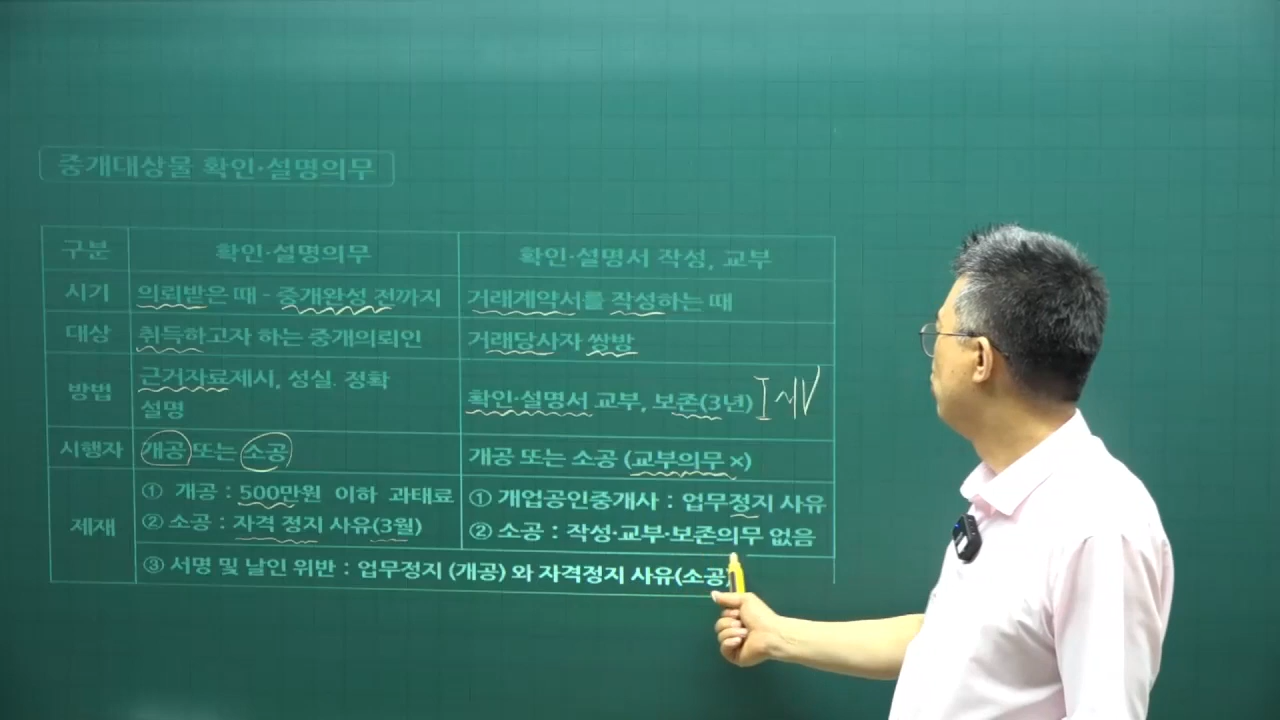 중개대상물 확인·설명의무
구분 확인·설명의무 확인·설명서 작성, 교부
시기 의뢰받은 때 - 중개완성 전까지 거래계약서를 작성하는 때
대상 취득하고자 하는 중개의뢰인 거래당사자 쌍방
방법 근거자료제시, 성실. 정확
설명
확인·설명서 교부, 보존(3년)
시행자 개공 또는 소공 개공 또는 소공 (교부의무 ×)
제재 ① 개공 : 500만원 이하 과태료
② 소공 : 자격 정지 사유(3월)
① 개업공인중개사 : 업무정지 사유
② 소공 : 작성·교부·보존의무 없음
③ 서명 및 날인 위반 : 업무정지 (개공) 와 자격정지 사유(소공)